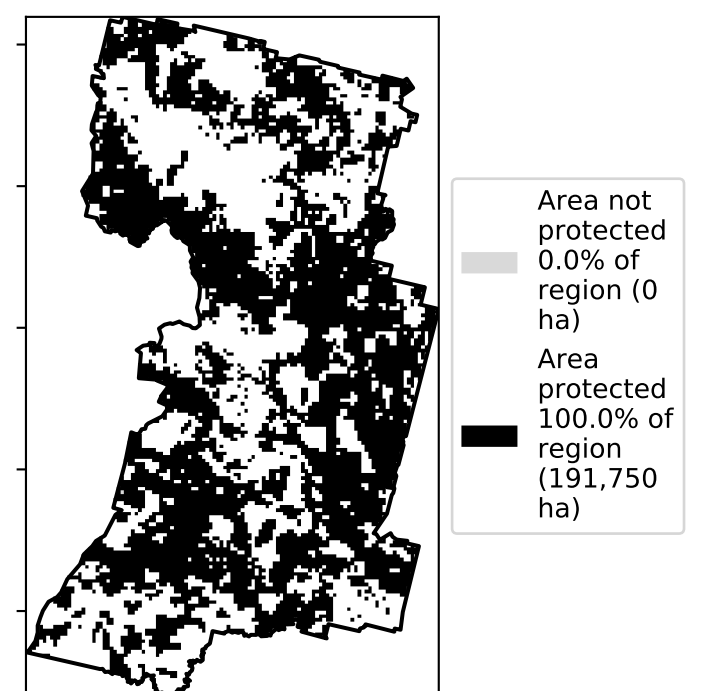 Area not
protected
0.0% of
region (0
ha)
Area
protected
100.0% of
region
(191,750
ha)